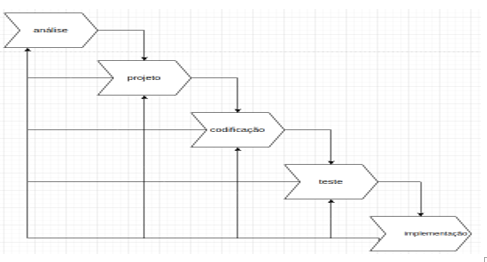 análise
projeto
codificação
teste
implementação